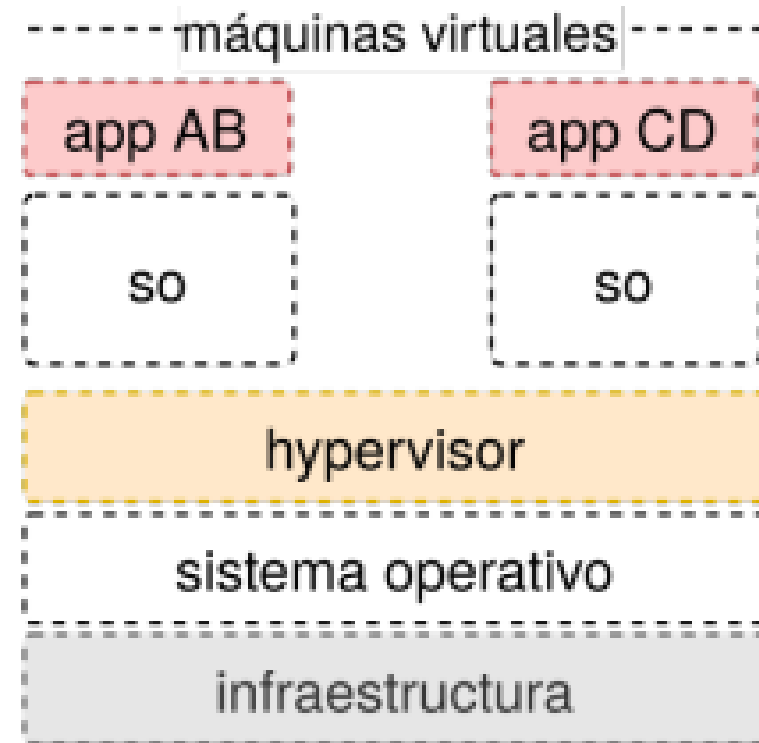 máquinas virtuales
app AB
app CD
so
so
hypervisor
sistema operativo
infraestructura